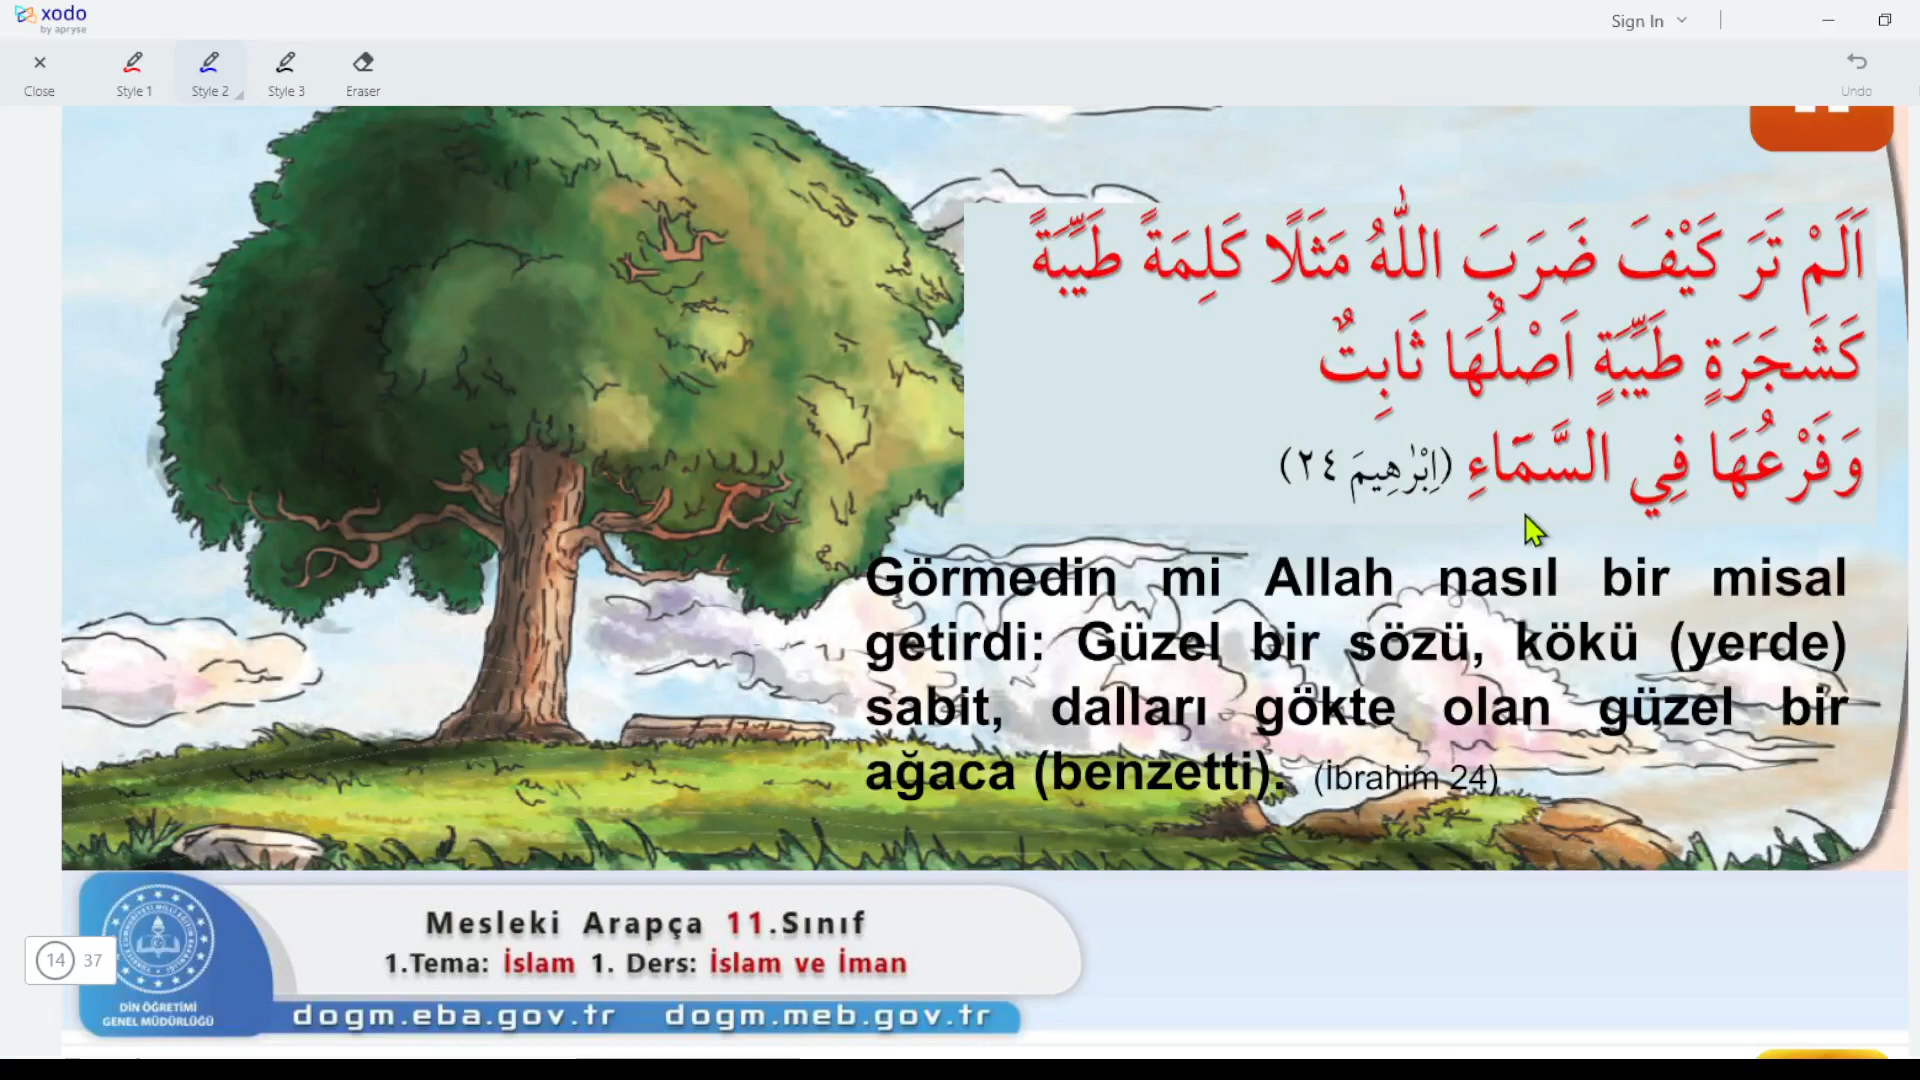 xodo
by apryse
Sign In
Close
Style 1
Style 2
Style 3
Eraser
Undo
اَلَمْ تَرَ كَيْفَ ضَرَبَ اللّٰهُ مَثَلًا كَلِمَةً طَيِّبَةً
كَشَجَرَةٍ طَيِّبَةٍ اَصْلُهَا ثَابِتٌ
وَفَرْعُهَا فِي السَّمَٓاءِ (اِبْرٰهِيمَ ٢٤)
Görmedin mi Allah nasıl bir misal
getirdi: Güzel bir sözü, kökü (yerde)
sabit, dalları gökte olan güzel bir
ağaca (benzetti). (İbrahim 24)
Mesleki Arapça 11.Sınıf
1.Tema: İslam 1. Ders: İslam ve İman
14 37
DİN ÖĞRETİMİ
GENEL MÜDÜRLÜĞÜ
dogm.eba.gov.tr dogm.meb.gov.tr